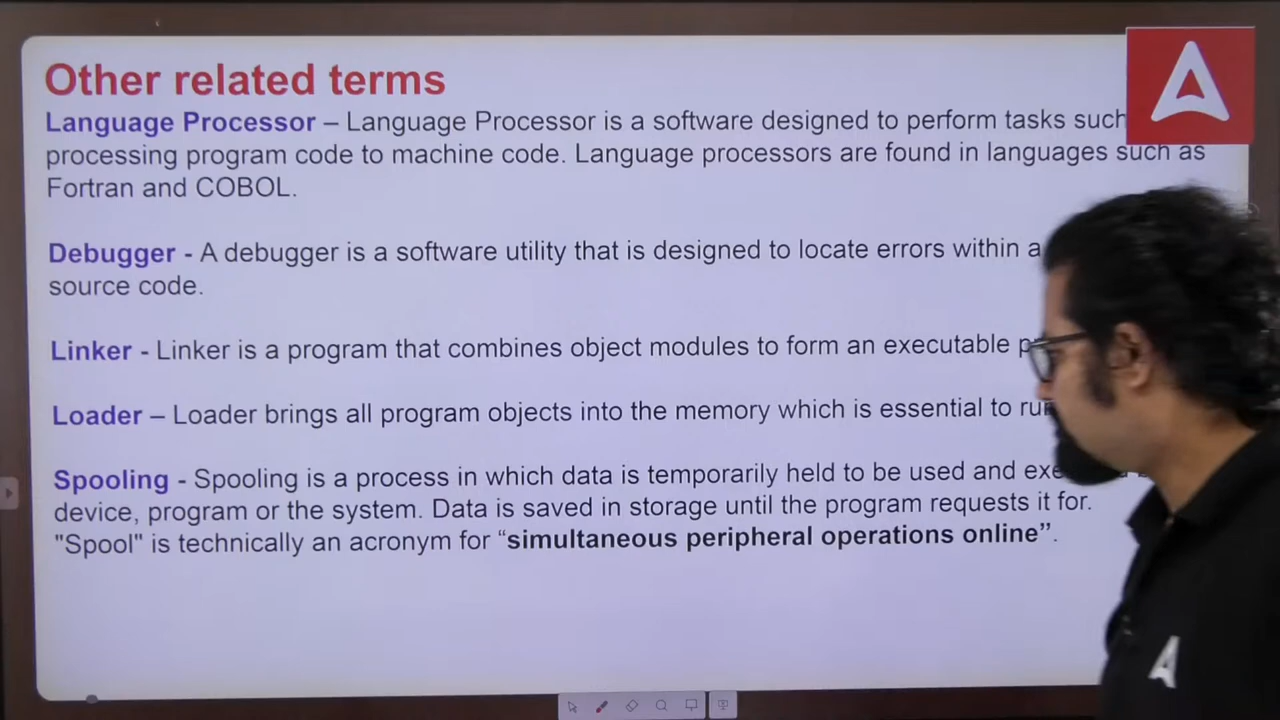 Other related terms
Language Processor – Language Processor is a software designed to perform tasks such
processing program code to machine code. Language processors are found in languages such as
Fortran and COBOL.
Debugger - A debugger is a software utility that is designed to locate errors within a
source code.
Linker - Linker is a program that combines object modules to form an executable
Loader – Loader brings all program objects into the memory which is essential to
Spooling - Spooling is a process in which data is temporarily held to be used and
device, program or the system. Data is saved in storage until the program requests it for.
"Spool" is technically an acronym for “simultaneous peripheral operations online”.